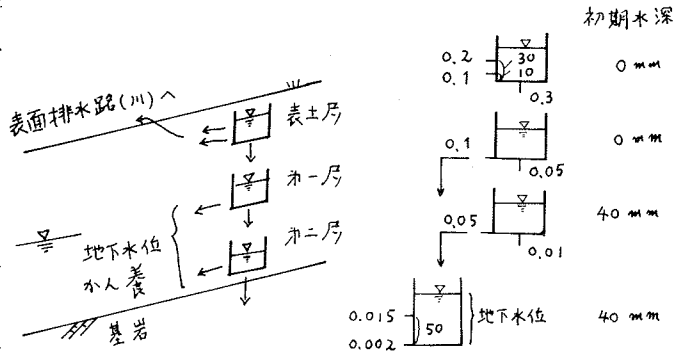 初期水深
0.2
30
0.1
10
0.3
0 mm
表面排水路(川)へ
表土层
0.1
0.05
0 mm
第一层
0.05
0.01
40 mm
地下水位
かん養
第二层
0.015
0.002
50
地下水位
40 mm
基岩